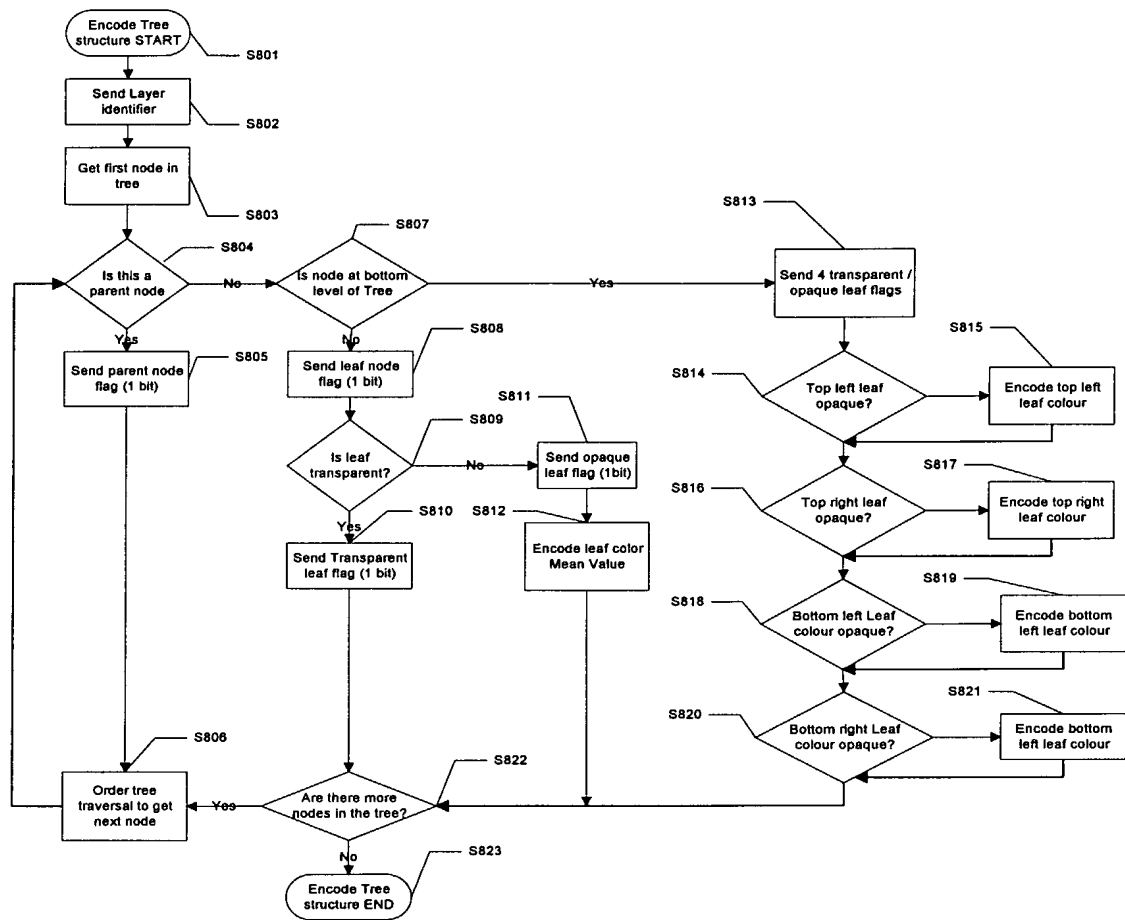 Encode Tree
structure START
S801
Send Layer
identifier
S802
Get first node in
tree
S803
S804
Is this a
parent node
No
Yes
S805
Send parent node
flag (1 bit)
S806
Order tree
traversal to get
next node
S807
Is node at bottom
level of Tree
Yes
No
S808
Send leaf node
flag (1 bit)
S809
Is leaf
transparent?
No
Yes
S810
Send Transparent
leaf flag (1 bit)
S811
Send opaque
leaf flag (1bit)
S812
Encode leaf color
Mean Value
S813
Send 4 transparent /
opaque leaf flags
S814
Top left leaf
opaque?
S815
Encode top left
leaf colour
S816
Top right leaf
opaque?
S817
Encode top right
leaf colour
S818
Bottom left Leaf
colour opaque?
S819
Encode bottom
left leaf colour
S820
Bottom right Leaf
colour opaque?
S821
Encode bottom
left leaf colour
S822
Are there more
nodes in the tree?
Yes
No
S823
Encode Tree
structure END